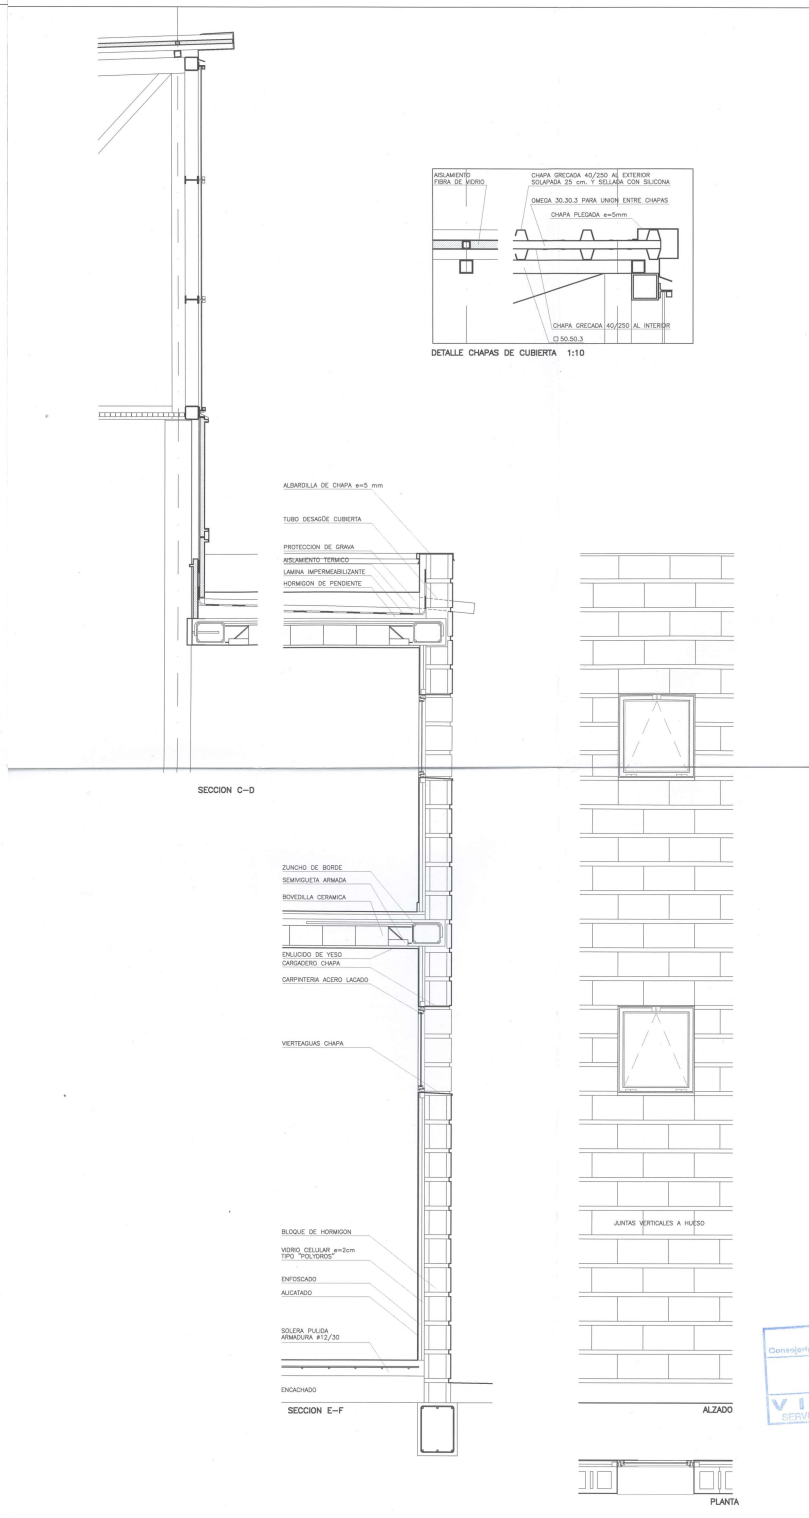 AISLAMIENTO
FIBRA DE VIDRIO
CHAPA GRECADA 40/250 AL EXTERIOR
SOLAPADA 25 cm. Y SELLADA CON SILICONA
OMEGA 30.30.3 PARA UNION ENTRE CHAPAS
CHAPA PLEGADA e=5mm
CHAPA GRECADA 40/250 AL INTERIOR
□ 50.50.3
DETALLE CHAPAS DE CUBIERTA 1:10
ALBARDILLA DE CHAPA e=5 mm
TUBO DESAGÜE CUBIERTA
PROTECCION DE GRAVA
AISLAMIENTO TERMICO
LAMINA IMPERMEABILIZANTE
HORMIGON DE PENDIENTE
SECCION C-D
ZUNCHO DE BORDE
SEMIVIGUETA ARMADA
BOVEDILLA CERAMICA
ENLUCIDO DE YESO
CARGADERO CHAPA
CARPINTERIA ACERO LACADO
VIERTEAGUAS CHAPA
BLOQUE DE HORMIGON
VIDRIO CELULAR e=2cm
TIPO "POLYDROS"
ENFOSCADO
ALICATADO
SOLERA PULIDA
ARMADURA #12/30
ENCACHADO
SECCION E-F
JUNTAS VERTICALES A HUESO
ALZADO
PLANTA